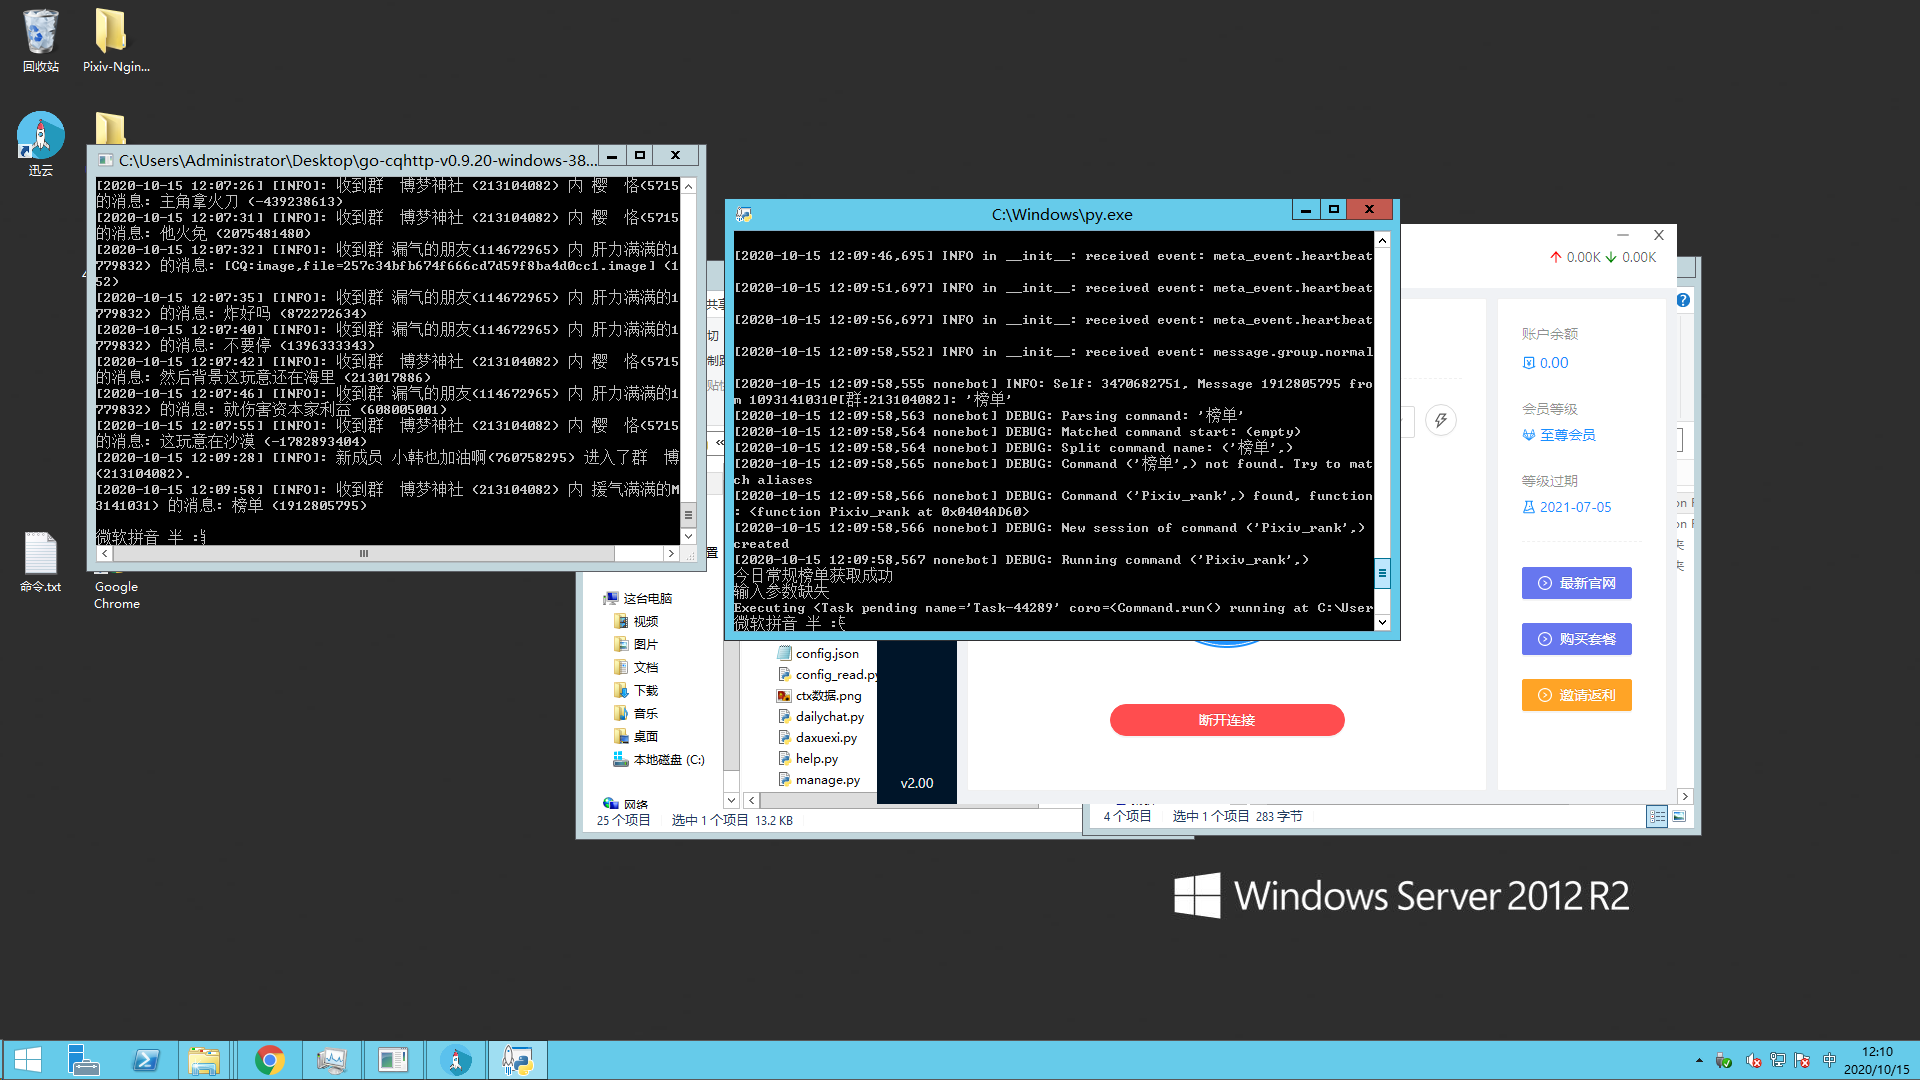 回收站
Pixiv-Ngin...
迅云
命令.txt
Google
Chrome
C:\Users\Administrator\Desktop\go-cqhttp-v0.9.20-windows-38...
[2020-10-15 12:07:26] [INFO]: 收到群 博梦神社 (213104082) 内 樱 恪(5715
的消息: 主角拿火刀 (-439238613)
[2020-10-15 12:07:31] [INFO]: 收到群 博梦神社 (213104082) 内 樱 恪(5715
的消息: 他火免 (2075481480)
[2020-10-15 12:07:32] [INFO]: 收到群 漏气的朋友(114672965) 内 肝力满满的1
779832) 的消息: [CQ:image,file=257c34bfb674f666cd7d59f8ba4d0cc1.image] (1
52)
[2020-10-15 12:07:35] [INFO]: 收到群 漏气的朋友(114672965) 内 肝力满满的1
779832) 的消息: 炸好吗 (872272634)
[2020-10-15 12:07:40] [INFO]: 收到群 漏气的朋友(114672965) 内 肝力满满的1
779832) 的消息: 不要停 (1396333343)
[2020-10-15 12:07:42] [INFO]: 收到群 博梦神社 (213104082) 内 樱 恪(5715
的消息: 然后背景这玩意还在海里 (213017886)
[2020-10-15 12:07:46] [INFO]: 收到群 漏气的朋友(114672965) 内 肝力满满的1
779832) 的消息: 就伤害资本家利益 (608005001)
[2020-10-15 12:07:55] [INFO]: 收到群 博梦神社 (213104082) 内 樱 恪(5715
的消息: 这玩意在沙漠 (-1782893404)
[2020-10-15 12:09:28] [INFO]: 新成员 小韩也加油啊(760758295) 进入了群 博
(213104082).
[2020-10-15 12:09:58] [INFO]: 收到群 博梦神社 (213104082) 内 援气满满的M
3141031) 的消息: 榜单 (1912805795)
微软拼音 半 :
C:\Windows\py.exe
[2020-10-15 12:09:46,695] INFO in __init__: received event: meta_event.heartbeat
[2020-10-15 12:09:51,697] INFO in __init__: received event: meta_event.heartbeat
[2020-10-15 12:09:56,697] INFO in __init__: received event: meta_event.heartbeat
[2020-10-15 12:09:58,552] INFO in __init__: received event: message.group.normal
[2020-10-15 12:09:58,555 nonebot] INFO: Self: 3470682751, Message 1912805795 fro
m 1093141031@[群:213104082]: '榜单'
[2020-10-15 12:09:58,563 nonebot] DEBUG: Parsing command: '榜单'
[2020-10-15 12:09:58,564 nonebot] DEBUG: Matched command start: (empty)
[2020-10-15 12:09:58,564 nonebot] DEBUG: Split command name: ('榜单',)
[2020-10-15 12:09:58,565 nonebot] DEBUG: Command ('榜单',) not found. Try to mat
ch aliases
[2020-10-15 12:09:58,566 nonebot] DEBUG: Command ('Pixiv_rank',) found, function
: <function Pixiv_rank at 0x0404AD60>
[2020-10-15 12:09:58,566 nonebot] DEBUG: New session of command ('Pixiv_rank',)
created
[2020-10-15 12:09:58,567 nonebot] DEBUG: Running command ('Pixiv_rank',)
今日常规榜单获取成功
输入参数缺失
Executing <Task pending name='Task-44289' coro=<Command.run() running at C:\User
微软拼音 半 :
0.00K 0.00K
账户余额
0.00
会员等级
至尊会员
等级过期
2021-07-05
最新官网
购买套餐
邀请返利
断开连接
v2.00
这台电脑
视频
图片
文档
下载
音乐
桌面
本地磁盘 (C:)
网络
config.json
config_read.py
ctx数据.png
dailychat.py
daxuexi.py
help.py
manage.py
25 个项目 选中 1 个项目 13.2 KB
4 个项目 选中 1 个项目 283 字节
Windows Server 2012 R2
中
12:10
2020/10/15